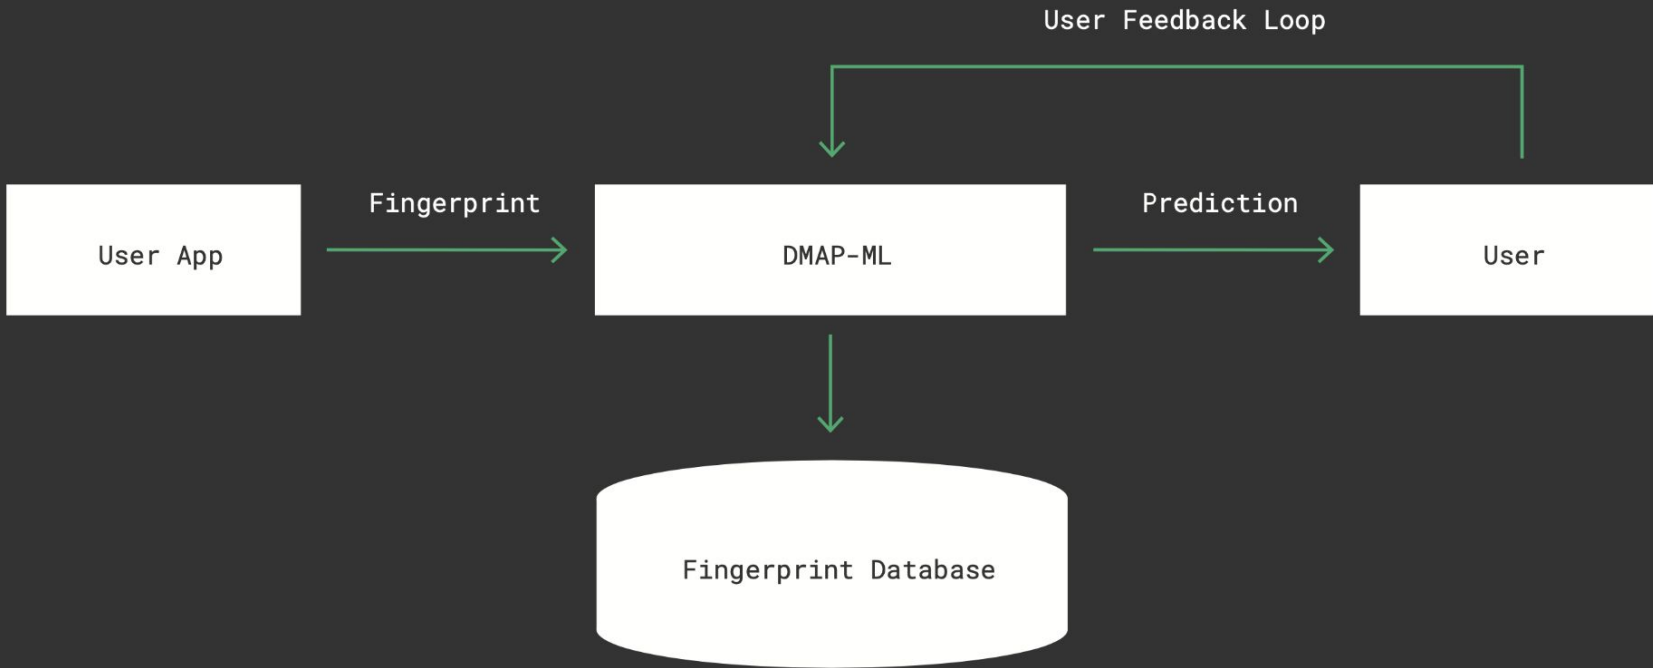 User Feedback Loop
Fingerprint
Prediction
User App
DMAP-ML
User
Fingerprint Database